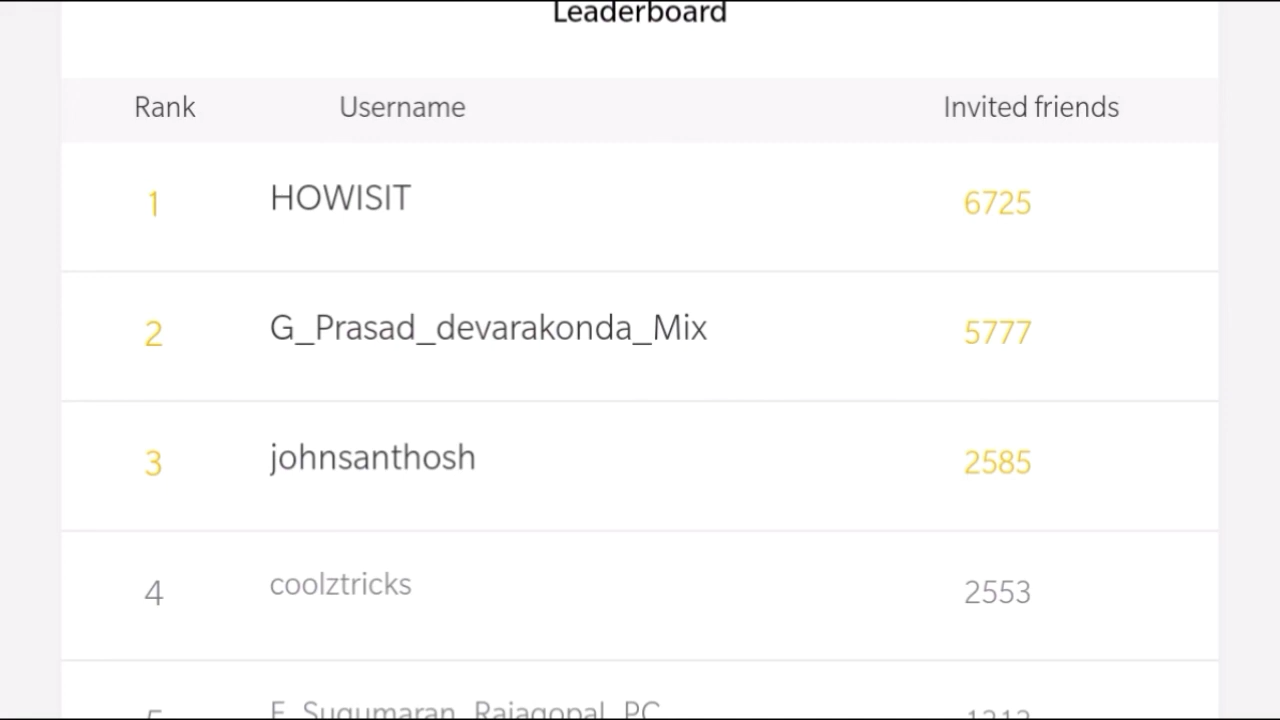 Leaderboard
Rank Username Invited friends
1 HOWISIT 6725
2 G_Prasad_devarakonda_Mix 5777
3 johnsanthosh 2585
4 coolztricks 2553